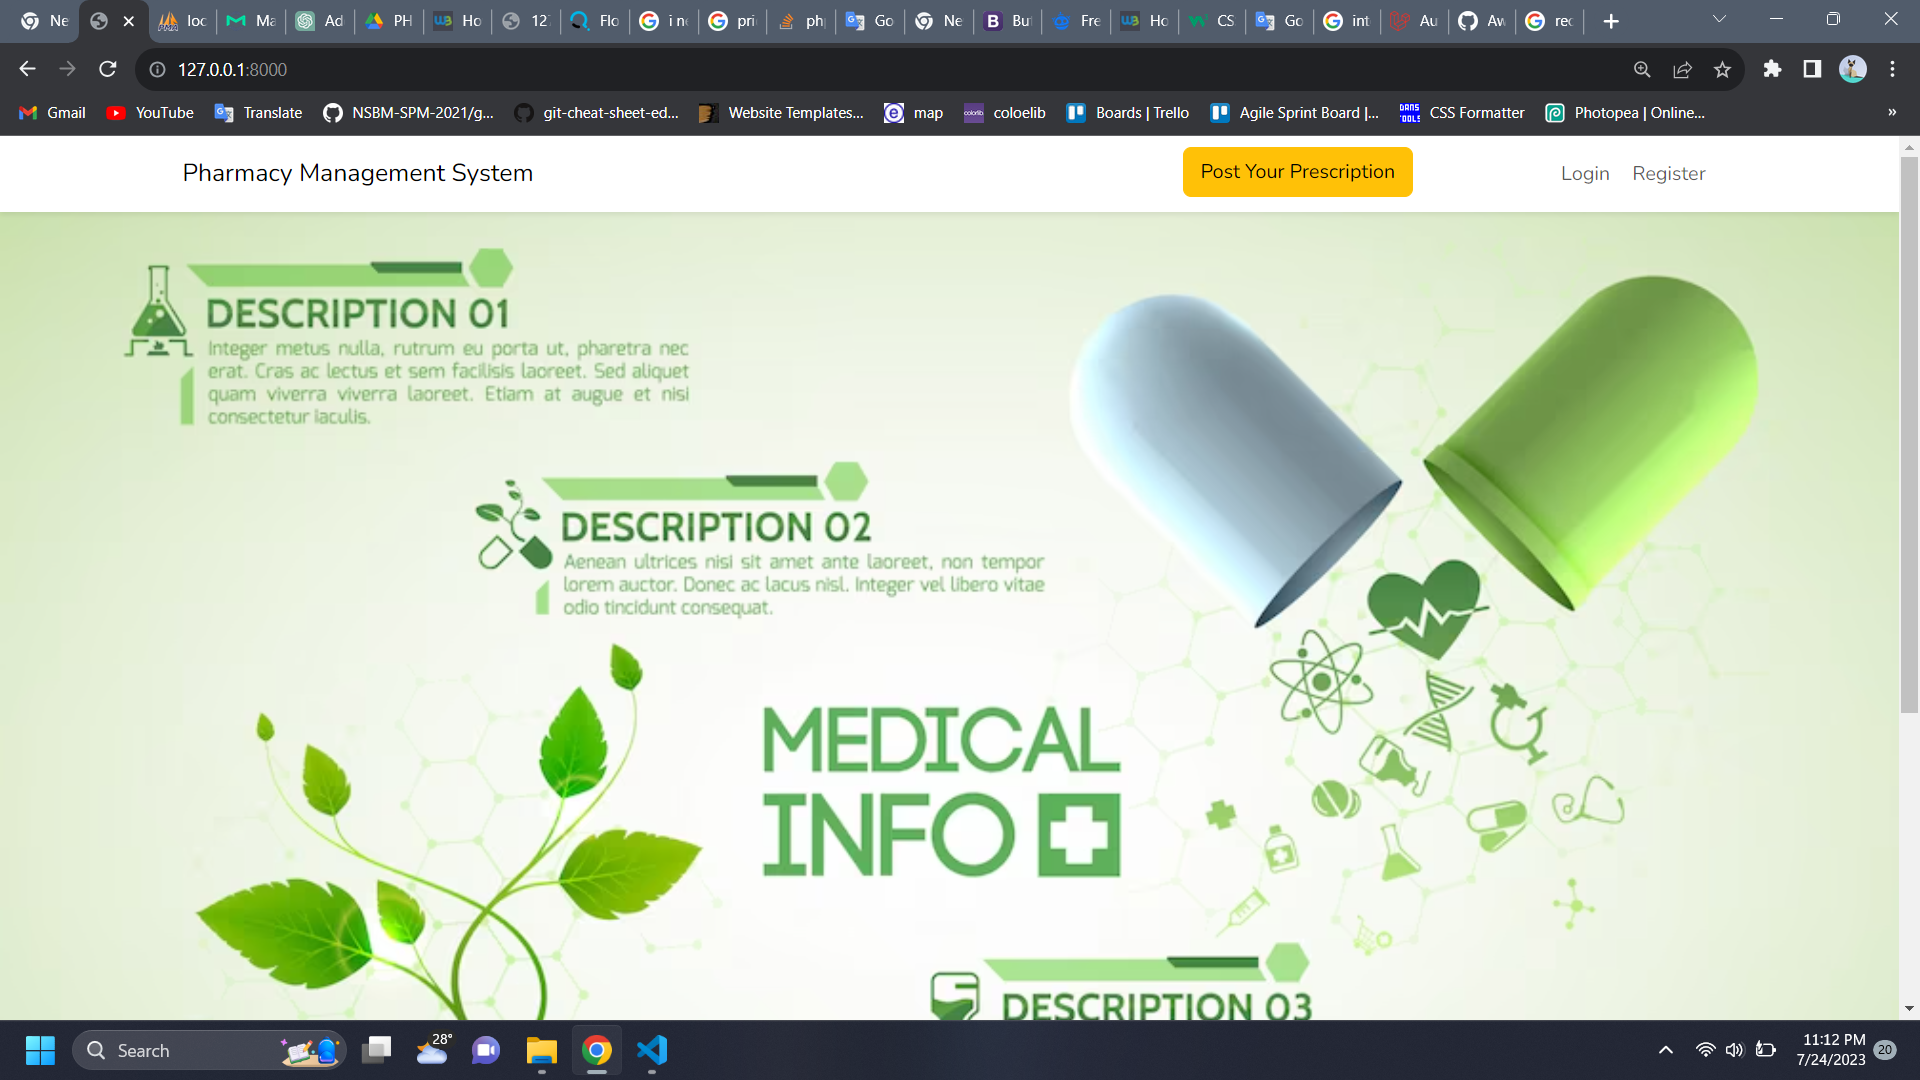 Ne
loc
Ma
Ad
PH
Ho
127
Flo
i ne
pri
php
Go
Ne
But
Fre
Ho
CS
Go
int
Au
Aw
rec
127.0.0.1:8000
Gmail
YouTube
Translate
NSBM-SPM-2021/g...
git-cheat-sheet-ed...
Website Templates...
map
coloelib
Boards | Trello
Agile Sprint Board |...
CSS Formatter
Photopea | Online...
»
Pharmacy Management System
Post Your Prescription
Login
Register
DESCRIPTION 01
Integer metus nulla, rutrum eu porta ut, pharetra nec
erat. Cras ac lectus et sem facilisis laoreet. Sed aliquet
quam viverra viverra laoreet. Etiam at augue et nisi
consectetur iaculis.
DESCRIPTION 02
Aenean ultrices nisi sit amet ante laoreet, non tempor
lorem auctor. Donec ac lacus nisl. Integer vel libero vitae
odio tincidunt consequat.
MEDICAL
INFO
DESCRIPTION 03
Search
28°
11:12 PM
7/24/2023
20